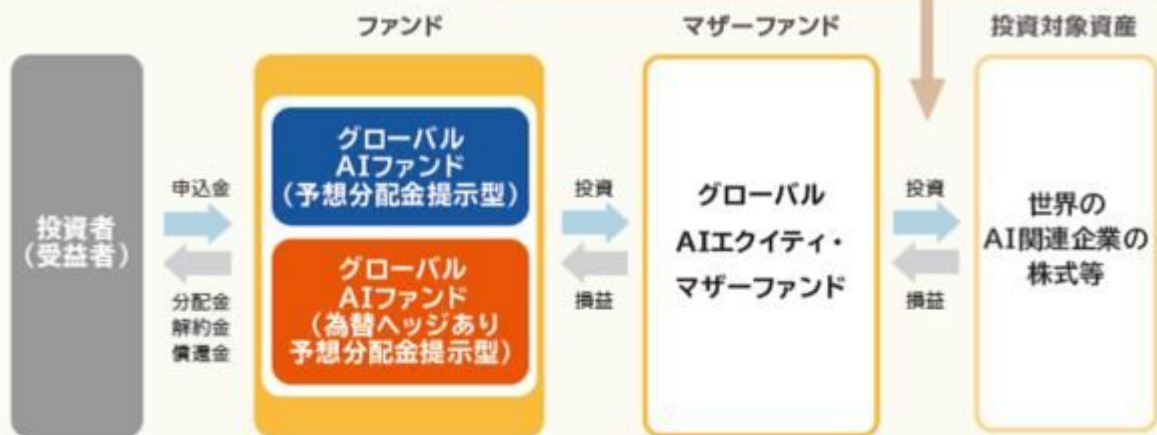 ファンド
マザーファンド
投資対象資産
投資者
(受益者)
申込金
分配金
解約金
償還金
グローバル
AIファンド
(予想分配金提示型)
グローバル
AIファンド
(為替ヘッジあり
予想分配金提示型)
投資
損益
グローバル
AIエクイティ・
マザーファンド
投資
損益
世界の
AI関連企業の
株式等